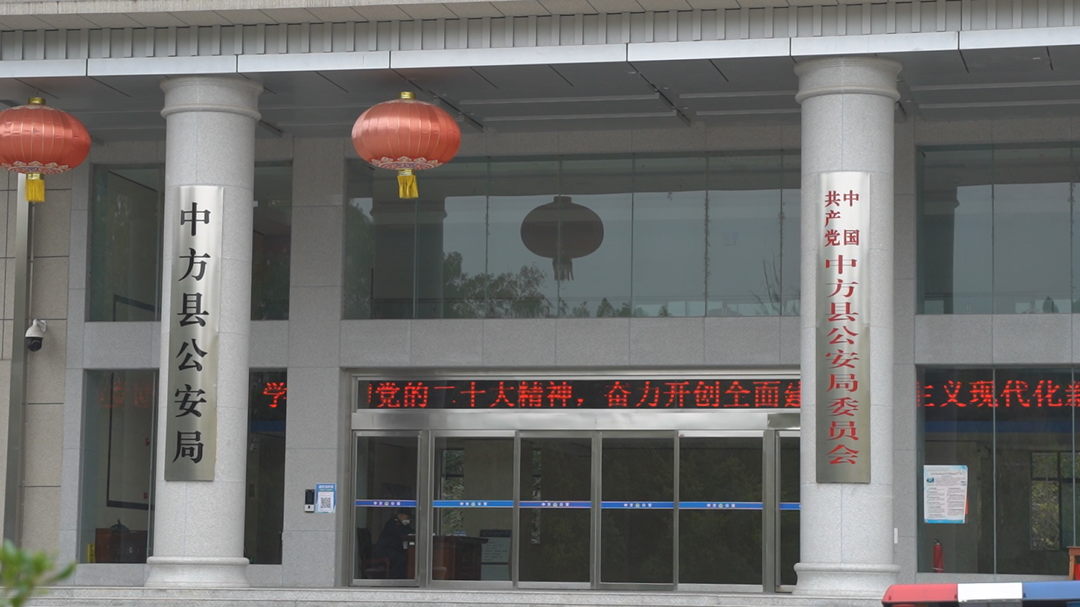 中方县公安局
中国
共产党
中方县公安局委员会
学
党的二十大精神，奋力开创全面建
主义现代化